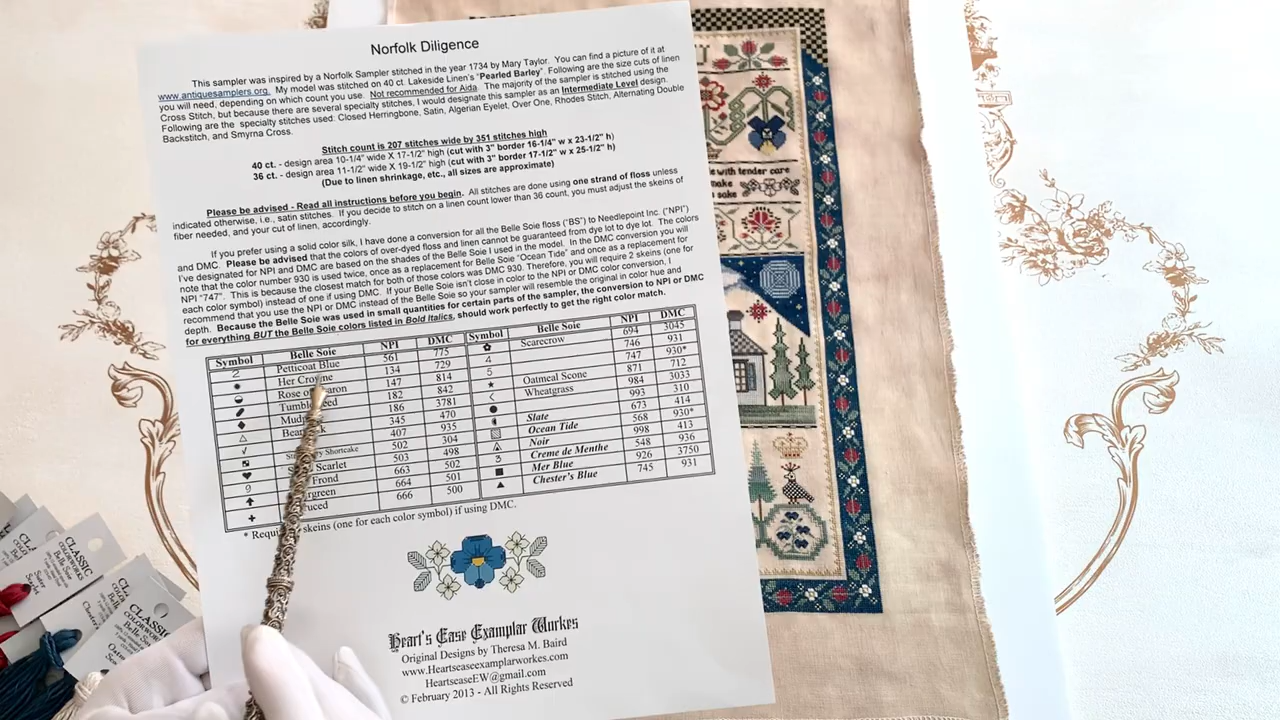 Norfolk Diligence
This sampler was inspired by a Norfolk Sampler stitched in the year 1734 by Mary Taylor. You can find a picture of it at
www.antiquesamplers.org. My model was stitched on 40 ct. Lakeside Linen's "Pearled Barley". Following are the size cuts of linen
you will need, depending on which count you use. Not recommended for Aida. The majority of the sampler is stitched using the
Cross Stitch, but because there are several specialty stitches, I would designate this sampler as an Intermediate Level design.
Following are the specialty stitches used: Closed Herringbone, Satin, Algerian Eyelet, Over One, Rhodes Stitch, Alternating Double
Backstitch, and Smyrna Cross.
Stitch count is 207 stitches wide by 351 stitches high
40 ct. - design area 10-1/4" wide X 17-1/2" high (cut with 3" border 16-1/4" w x 23-1/2" h)
36 ct. - design area 11-1/2" wide X 19-1/2" high (cut with 3" border 17-1/2" w x 25-1/2" h)
(Due to linen shrinkage, etc., all sizes are approximate)
Please be advised - Read all instructions before you begin. All stitches are done using one strand of floss unless
indicated otherwise, i.e., satin stitches. If you decide to stitch on a linen count lower than 36 count, you must adjust the skeins of
fiber needed, and your cut of linen, accordingly.
If you prefer using a solid color silk, I have done a conversion for all the Belle Soie floss ("BS") to Needlepoint Inc. ("NPI")
and DMC. Please be advised that the colors of over-dyed floss and linen cannot be guaranteed from dye lot to dye lot. The colors
I've designated for NPI and DMC are based on the shades of the Belle Soie I used in the model. In the DMC conversion you will
note that the color number 930 is used twice, once as a replacement for Belle Soie "Ocean Tide" and once as a replacement for
NPI "747". This is because the closest match for both of those colors was DMC 930. Therefore, you will require 2 skeins (one for
each color symbol) instead of one if using DMC. If your Belle Soie isn't close in color to the NPI or DMC color conversion, I
recommend that you use the NPI or DMC instead of the Belle Soie so your sampler will resemble the original in color hue and
depth. Because the Belle Soie was used in small quantities for certain parts of the sampler, the conversion to NPI or DMC
for everything BUT the Belle Soie colors listed in Bold Italics, should work perfectly to get the right color match.
Symbol Belle Soie NPI DMC Symbol Belle Soie NPI DMC
2 Petticoat Blue 561 775 Scarecrow 694 3045
Her 134 729 4 746 931
Rose 147 814 5 747 930*
182 842 ★ Oatmeal Scone 871 712
186 3781 < Wheatgrass 984 3033
△ 345 470 ● 993 310
√ 407 935 Slate 673 414
Shortcake 502 304 Ocean Tide 568 930*
♥ Scarlet 503 498 Noir 998 413
9 Frond 663 502 3 Creme de Menthe 548 936
664 501 ■ Mer Blue 926 3750
+ 666 500 ▲ Chester's Blue 745 931
* skeins (one for each color symbol) if using DMC.
Heart's Ease Examplar Workes
Original Designs by Theresa M. Baird
www.Heartseaseexamplarworkes.com
HeartseaseEW@gmail.com
© February 2013 - All Rights Reserved
with tender care
make
sake
CLASSIC
COLORWORKS
Belle Soie
CLASSIC
COLORWORKS
Belle Soie